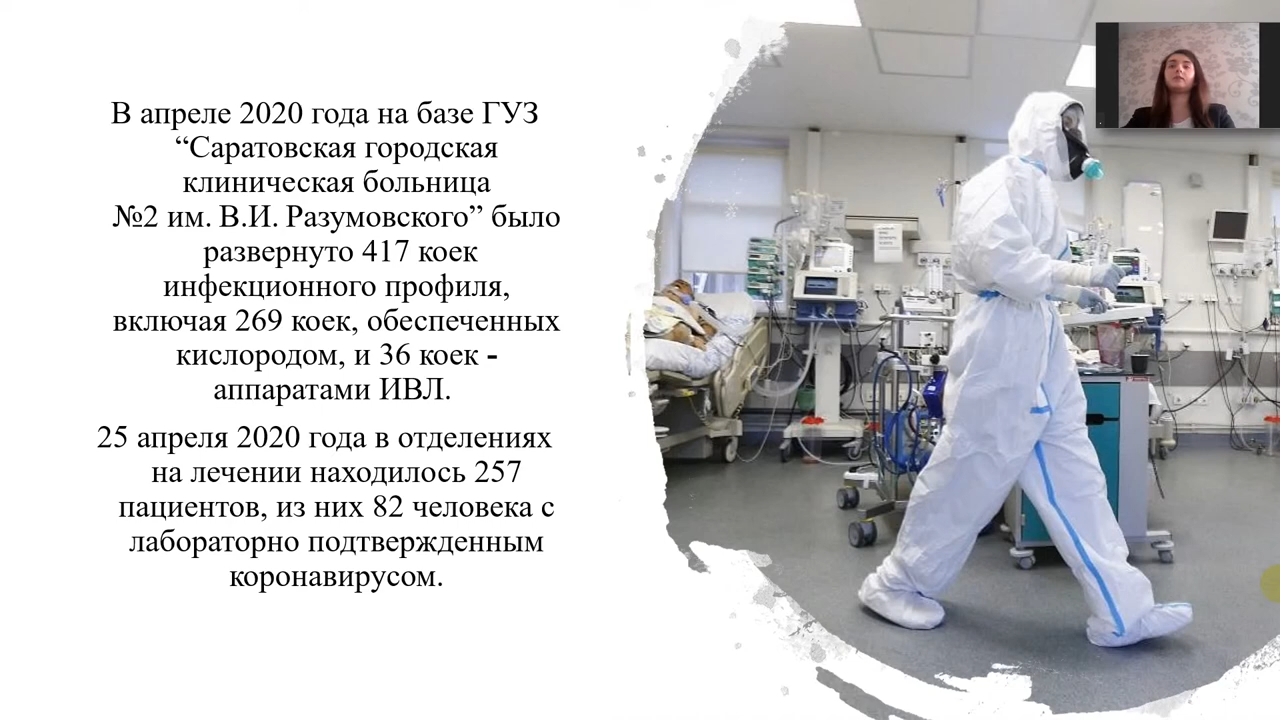 В апреле 2020 года на базе ГУЗ
“Саратовская городская
клиническая больница
№2 им. В.И. Разумовского” было
развернуто 417 коек
инфекционного профиля,
включая 269 коек, обеспеченных
кислородом, и 36 коек -
аппаратами ИВЛ.
25 апреля 2020 года в отделениях
на лечении находилось 257
пациентов, из них 82 человека с
лабораторно подтвержденным
коронавирусом.